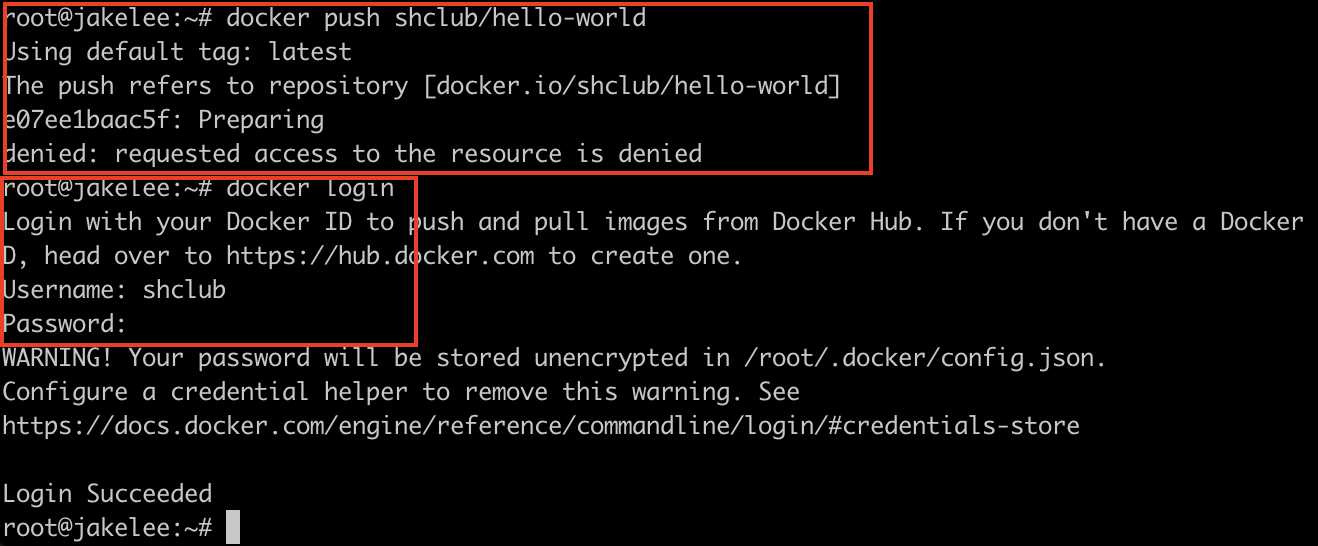 root@jakelee:~# docker push shclub/hello-world
Using default tag: latest
The push refers to repository [docker.io/shclub/hello-world]
e07ee1baac5f: Preparing
denied: requested access to the resource is denied
root@jakelee:~# docker login
Login with your Docker ID to push and pull images from Docker Hub. If you don't have a Docker
D, head over to https://hub.docker.com to create one.
Username: shclub
Password:
WARNING! Your password will be stored unencrypted in /root/.docker/config.json.
Configure a credential helper to remove this warning. See
https://docs.docker.com/engine/reference/commandline/login/#credentials-store
Login Succeeded
root@jakelee:~#